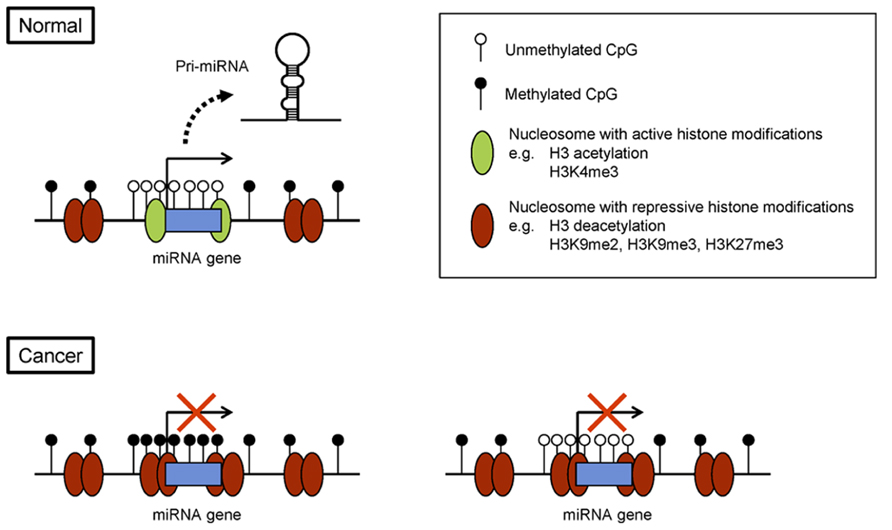 Normal
Pri-miRNA
miRNA gene
Unmethylated CpG
Methylated CpG
Nucleosome with active histone modifications
e.g. H3 acetylation
H3K4me3
Nucleosome with repressive histone modifications
e.g. H3 deacetylation
H3K9me2, H3K9me3, H3K27me3
Cancer
miRNA gene
miRNA gene